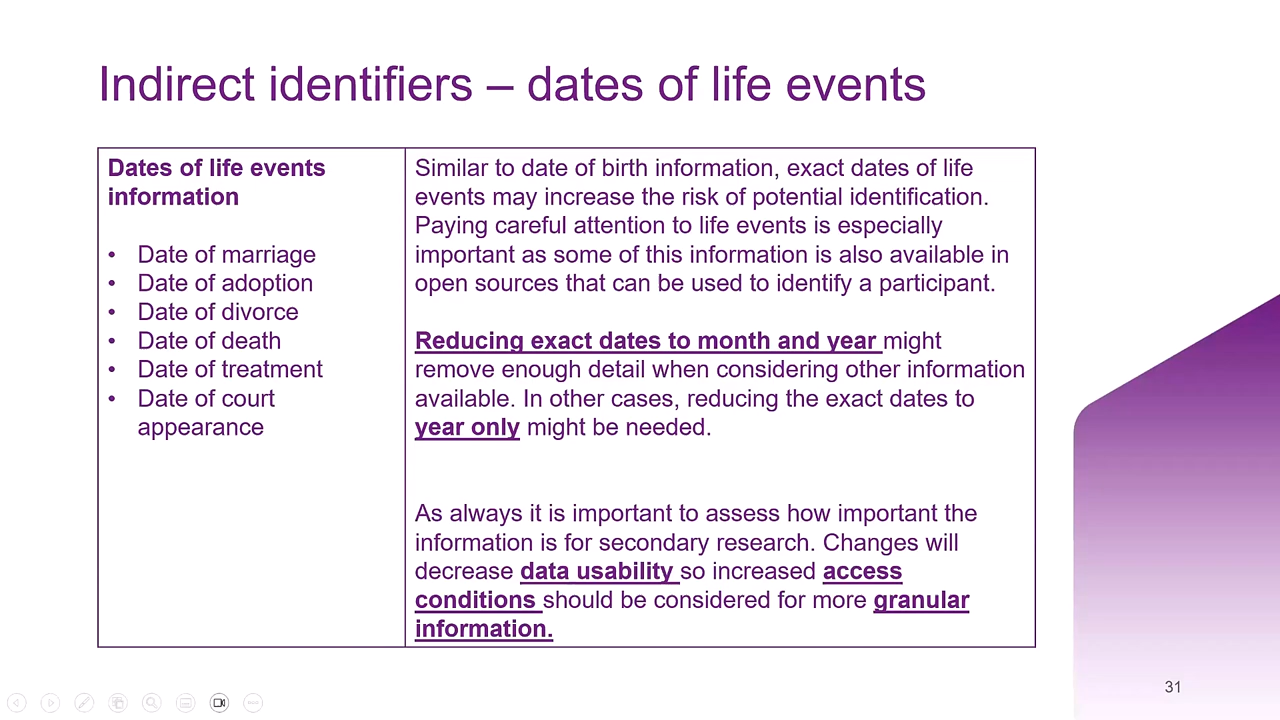 Indirect identifiers – dates of life events
Dates of life events
information
• Date of marriage
• Date of adoption
• Date of divorce
• Date of death
• Date of treatment
• Date of court
appearance
Similar to date of birth information, exact dates of life
events may increase the risk of potential identification.
Paying careful attention to life events is especially
important as some of this information is also available in
open sources that can be used to identify a participant.
Reducing exact dates to month and year might
remove enough detail when considering other information
available. In other cases, reducing the exact dates to
year only might be needed.
As always it is important to assess how important the
information is for secondary research. Changes will
decrease data usability so increased access
conditions should be considered for more granular
information.
31